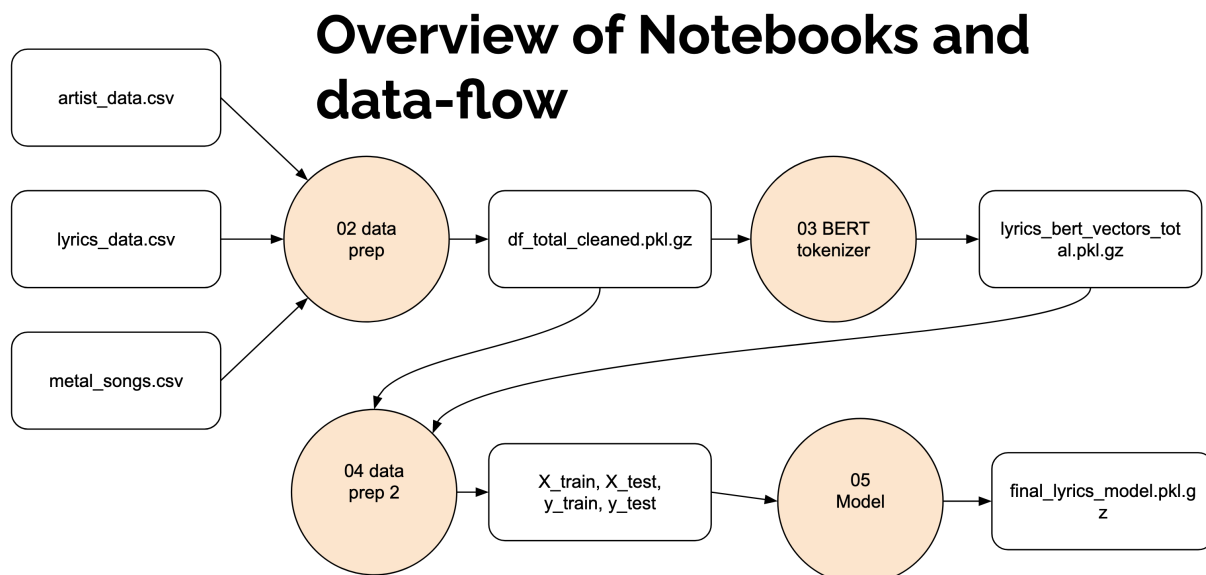 Overview of Notebooks and
data-flow
artist_data.csv
lyrics_data.csv
metal_songs.csv
02 data
prep
df_total_cleaned.pkl.gz
03 BERT
tokenizer
lyrics_bert_vectors_tot
al.pkl.gz
04 data
prep 2
X_train, X_test,
y_train, y_test
05
Model
final_lyrics_model.pkl.g
z